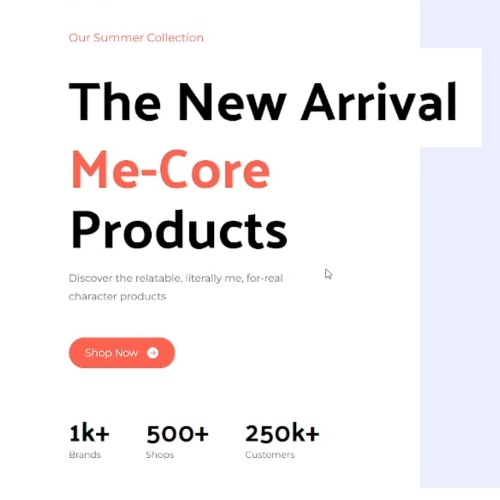 Our Summer Collection
The New Arrival
Me-Core
Products
Discover the relatable, literally me, for-real
character products
Shop Now
1k+ 500+ 250k+
Brands Shops Customers